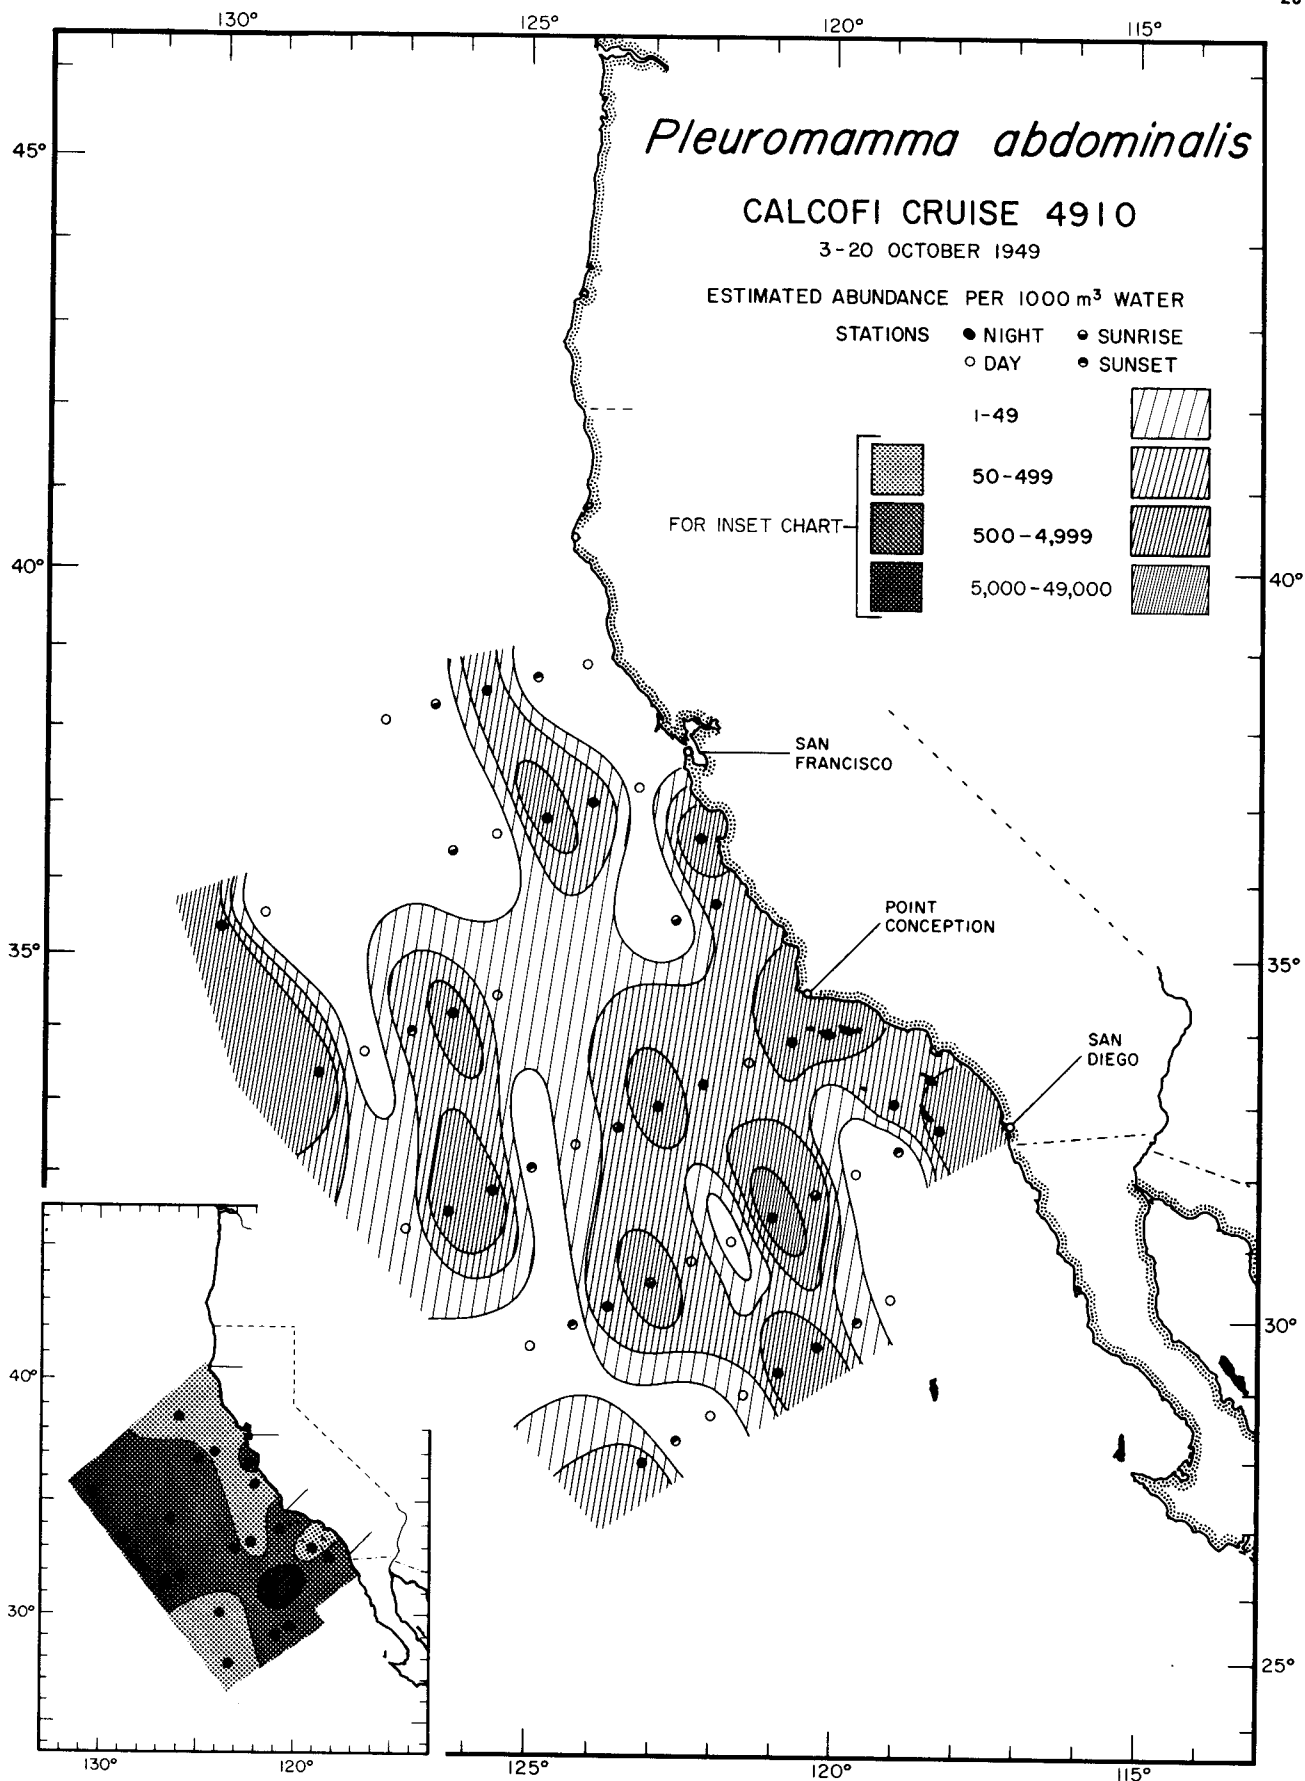 130° 125° 120° 115°
Pleuromamma abdominalis
CALCOFI CRUISE 4910
3-20 OCTOBER 1949
ESTIMATED ABUNDANCE PER 1000 m³ WATER
STATIONS NIGHT SUNRISE
DAY SUNSET
1-49
50-499
FOR INSET CHART
500-4,999
5,000-49,000
45°
40° 40°
SAN
FRANCISCO
POINT
CONCEPTION
35° 35°
SAN
DIEGO
30°
40°
30°
25°
130° 120° 125° 120° 115°